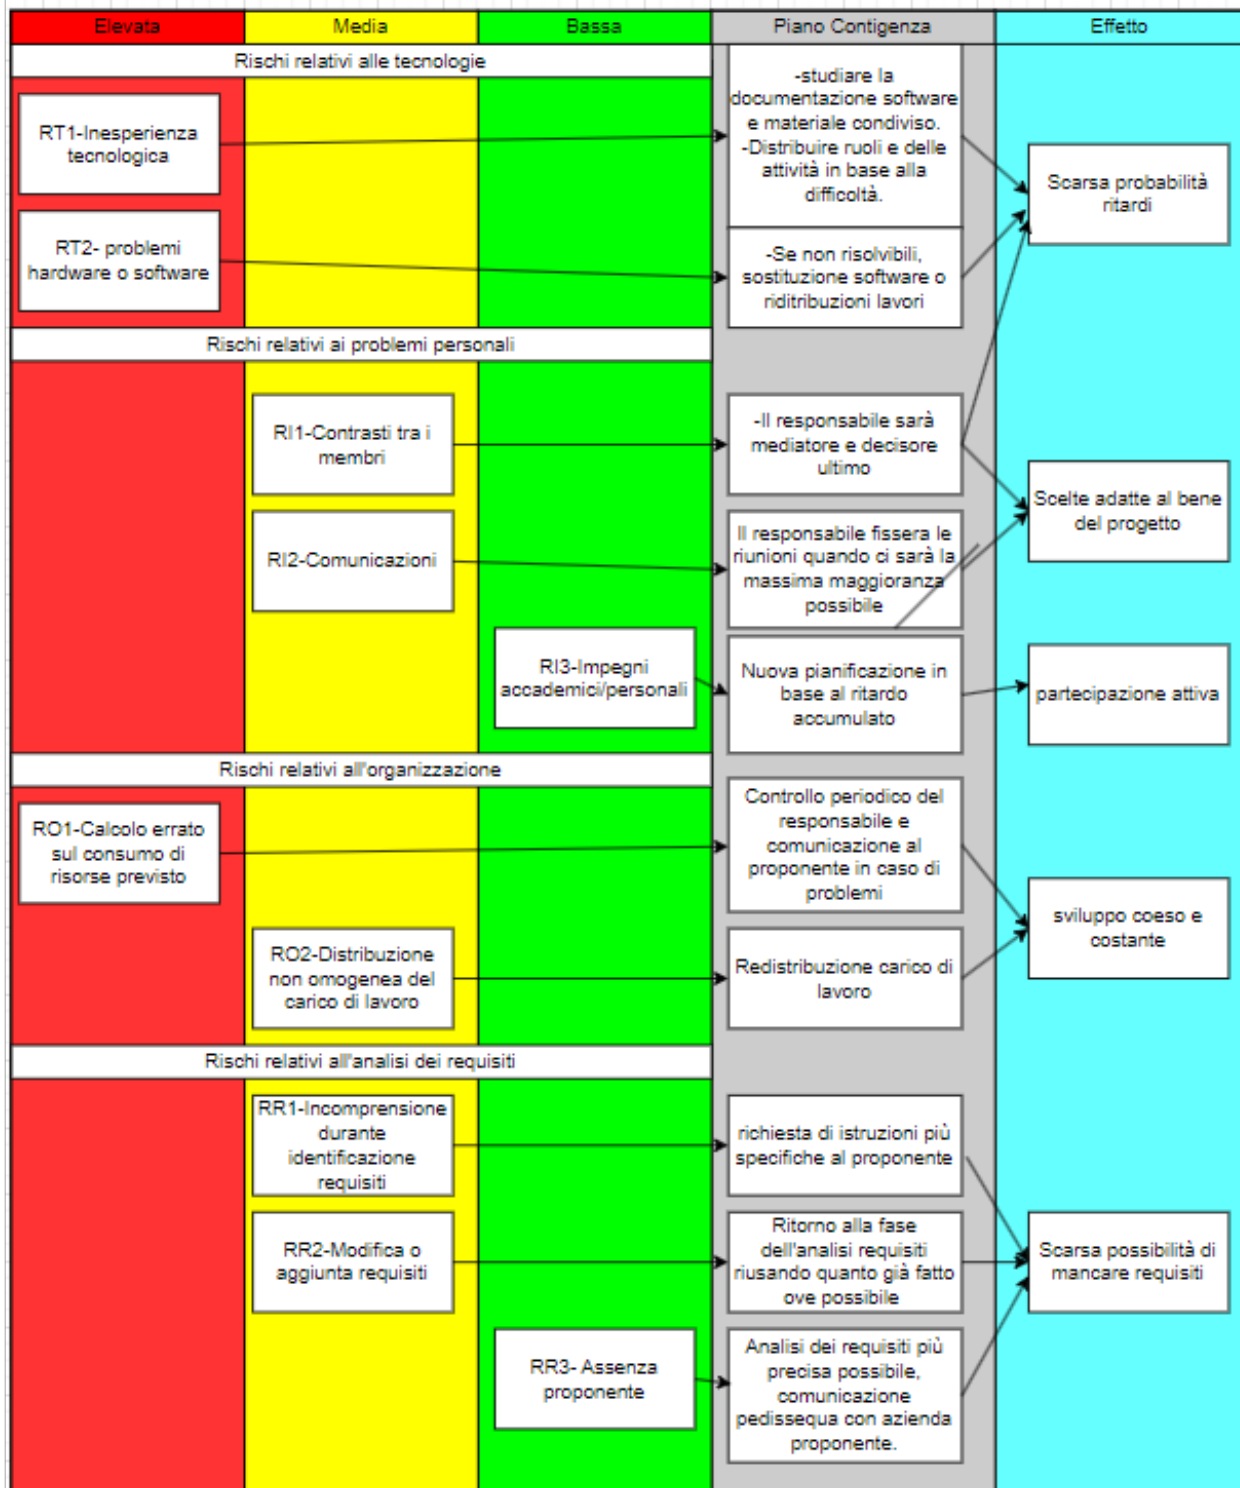 Elevata
Media
Bassa
Piano Contigenza
Effetto
Rischi relativi alle tecnologie
RT1-Inesperienza
tecnologica
-studiare la
documentazione software
e materiale condiviso.
-Distribuire ruoli e delle
attività in base alla
difficoltà.
Scarsa probabilità
ritardi
RT2- problemi
hardware o software
-Se non risolvibili,
sostituzione software o
riditribuzioni lavori
Rischi relativi ai problemi personali
RI1-Contrasti tra i
membri
-Il responsabile sarà
mediatore e decisore
ultimo
Scelte adatte al bene
del progetto
RI2-Comunicazioni
Il responsabile fissera le
riunioni quando ci sarà la
massima maggioranza
possibile
RI3-Impegni
accademici/personali
Nuova pianificazione in
base al ritardo
accumulato
partecipazione attiva
Rischi relativi all'organizzazione
RO1-Calcolo errato
sul consumo di
risorse previsto
Controllo periodico del
responsabile e
comunicazione al
proponente in caso di
problemi
sviluppo coeso e
costante
RO2-Distribuzione
non omogenea del
carico di lavoro
Redistribuzione carico di
lavoro
Rischi relativi all'analisi dei requisiti
RR1-Incomprensione
durante
identificazione
requisiti
richiesta di istruzioni più
specifiche al proponente
RR2-Modifica o
aggiunta requisiti
Ritorno alla fase
dell'analisi requisiti
riusando quanto già fatto
ove possibile
Scarsa possibilità di
mancare requisiti
RR3- Assenza
proponente
Analisi dei requisiti più
precisa possibile,
comunicazione
pedissequa con azienda
proponente.